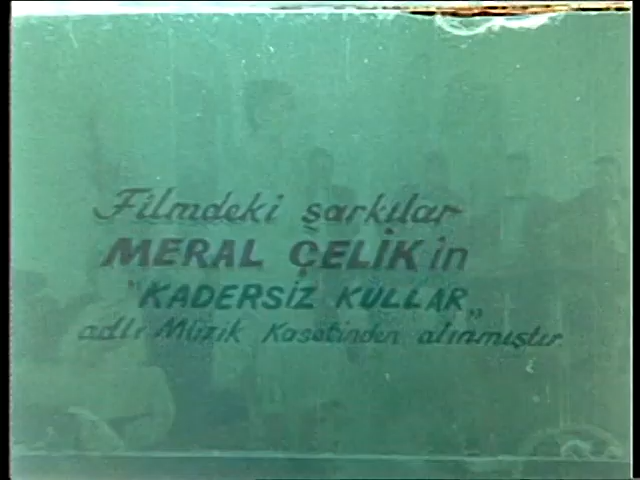 Filmdeki şarkılar
MERAL ÇELİK in
"KADERSİZ KULLAR"
adlı Müzik Kasetinden alınmıştır.